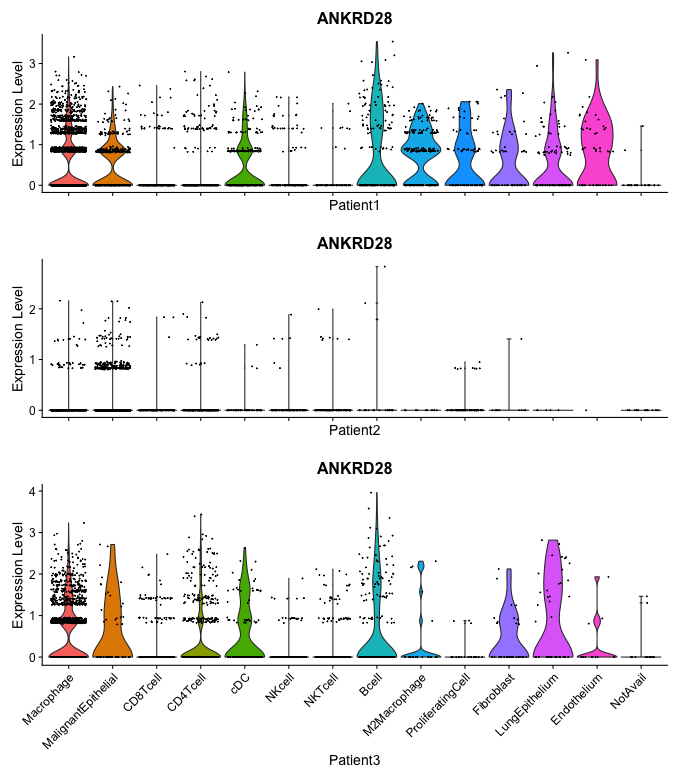 ANKRD28
Expression Level
3
2
1
0
Patient1
ANKRD28
Expression Level
2
1
0
Patient2
ANKRD28
Expression Level
4
3
2
1
0
Macrophage
MalignantEpithelial
CD8Tcell
CD4Tcell
cDC
NKcell
NKTcell
Bcell
M2Macrophage
ProliferatingCell
Fibroblast
LungEpithelium
Endothelium
NotAvail
Patient3